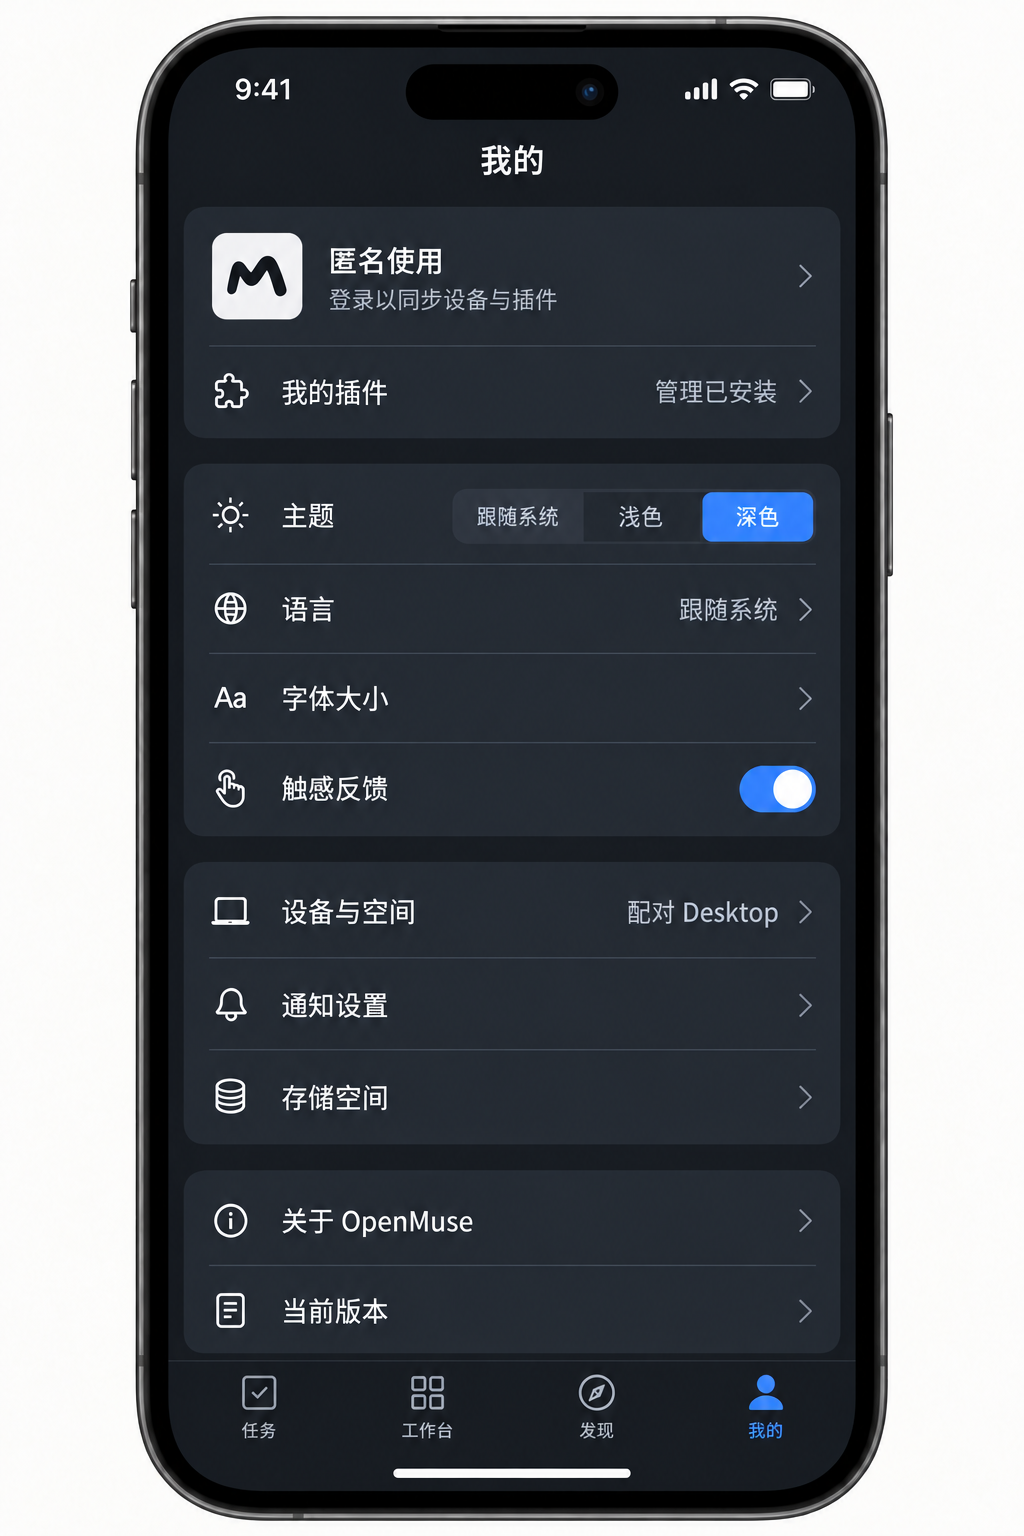 9:41
我的
匿名使用
登录以同步设备与插件
我的插件 管理已安装
主题 跟随系统 浅色 深色
语言 跟随系统
Aa 字体大小
触感反馈
设备与空间 配对 Desktop
通知设置
存储空间
关于 OpenMuse
当前版本
任务 工作台 发现 我的